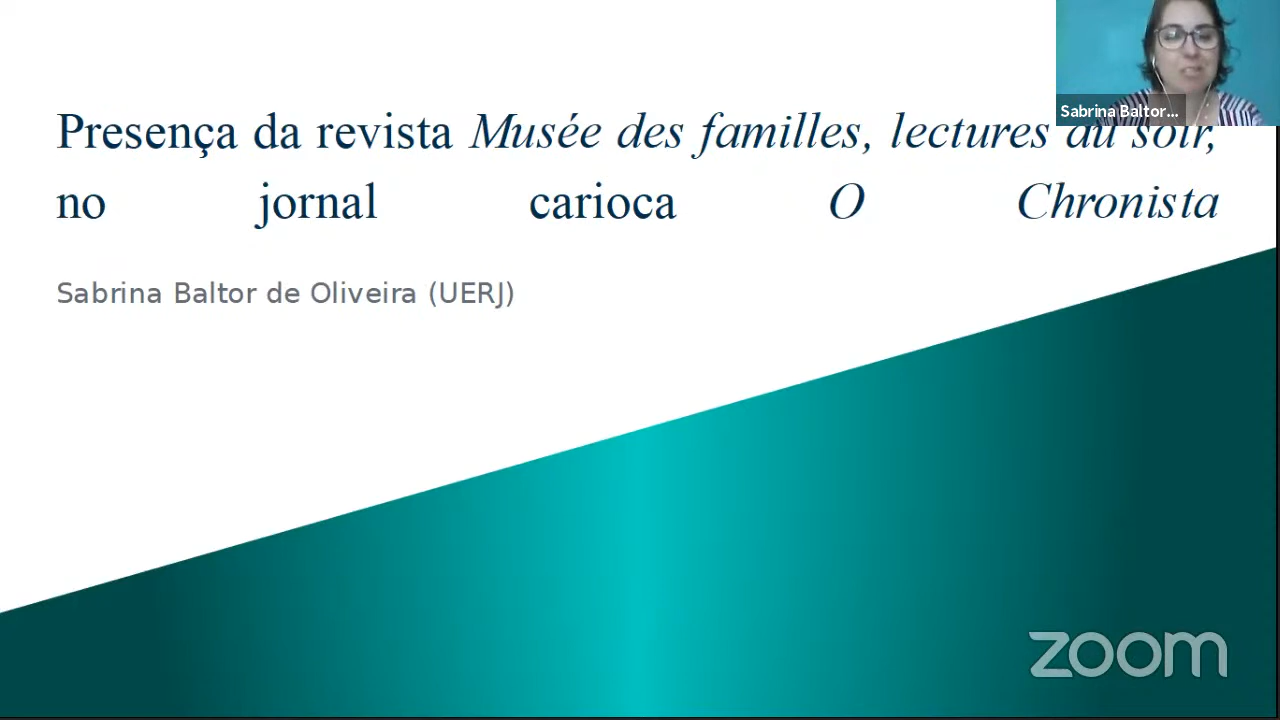 Presença da revista Musée des familles, lectures du soir,
no jornal carioca O Chronista
Sabrina Baltor de Oliveira (UERJ)
Sabrina Baltor...
zoom